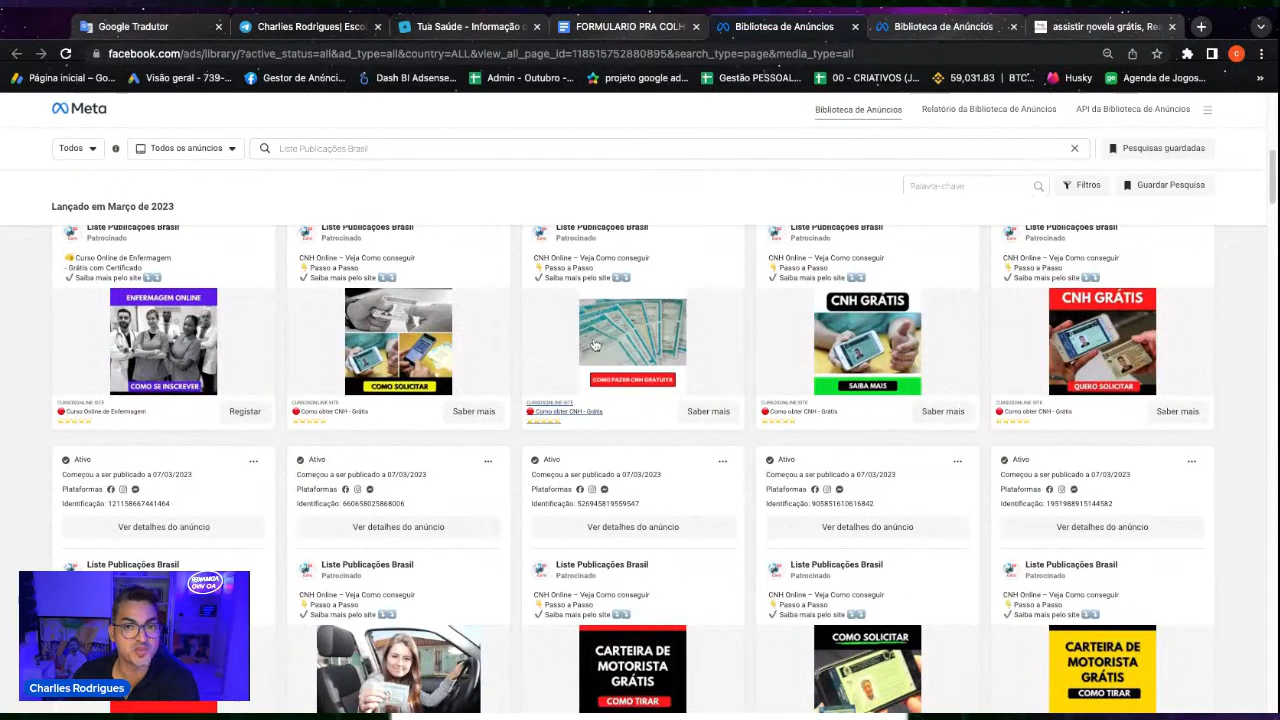 Google Tradutor
Charlies Rodrigues | Escon
Tua Saúde - Informação c
FORMULARIO PRA COLH
Biblioteca de Anúncios
Biblioteca de Anúncios
assistir novela grátis, Rea
facebook.com/ads/library/?active_status=all&ad_type=all&country=ALL&view_all_page_id=118515752880895&search_type=page&media_type=all
Página inicial – Go...
Visão geral – 739-...
Gestor de Anúnci...
Dash BI Adsense...
Admin - Outubro -...
projeto google ad...
Gestão PESSOAL...
00 - CRIATIVOS (J...
59,031.83 | BTC...
Husky
Agenda de Jogos...
Meta
Biblioteca de Anúncios
Relatório da Biblioteca de Anúncios
API da Biblioteca de Anúncios
Todos
Todos os anúncios
Liste Publicações Brasil
Pesquisas guardadas
Palavra-chave
Filtros
Guardar Pesquisa
Lançado em Março de 2023
Liste Publicações Brasil
Patrocinado
👉 Curso Online de Enfermagem
- Grátis com Certificado
✔ Saiba mais pelo site ⤵⤵
ENFERMAGEM ONLINE
COMO SE INSCREVER
CURSOSONLINE.SITE
🔴 Curso Online de Enfermagem
⭐⭐⭐⭐⭐
Registar
Liste Publicações Brasil
Patrocinado
CNH Online – Veja Como conseguir
👇 Passo a Passo
✔ Saiba mais pelo site ⤵⤵
COMO SOLICITAR
CURSOSONLINE.SITE
🔴 Como obter CNH - Grátis
⭐⭐⭐⭐⭐
Saber mais
Liste Publicações Brasil
Patrocinado
CNH Online – Veja Como conseguir
👇 Passo a Passo
✔ Saiba mais pelo site ⤵⤵
COMO FAZER CNH GRATUITA
CURSOSONLINE.SITE
🔴 Como obter CNH - Grátis
⭐⭐⭐⭐⭐
Saber mais
Liste Publicações Brasil
Patrocinado
CNH Online – Veja Como conseguir
👇 Passo a Passo
✔ Saiba mais pelo site ⤵⤵
CNH GRÁTIS
SAIBA MAIS
CURSOSONLINE.SITE
🔴 Como obter CNH - Grátis
⭐⭐⭐⭐⭐
Saber mais
Liste Publicações Brasil
Patrocinado
CNH Online – Veja Como conseguir
👇 Passo a Passo
✔ Saiba mais pelo site ⤵⤵
CNH GRÁTIS
QUERO SOLICITAR
CURSOSONLINE.SITE
🔴 Como obter CNH - Grátis
⭐⭐⭐⭐⭐
Saber mais
Ativo
Começou a ser publicado a 07/03/2023
Plataformas
Identificação: 121158667441464
Ver detalhes do anúncio
Liste Publicações Brasil
Ativo
Começou a ser publicado a 07/03/2023
Plataformas
Identificação: 660658025868006
Ver detalhes do anúncio
Liste Publicações Brasil
Patrocinado
CNH Online – Veja Como conseguir
👇 Passo a Passo
✔ Saiba mais pelo site ⤵⤵
Ativo
Começou a ser publicado a 07/03/2023
Plataformas
Identificação: 526945819559547
Ver detalhes do anúncio
Liste Publicações Brasil
Patrocinado
CNH Online – Veja Como conseguir
👇 Passo a Passo
✔ Saiba mais pelo site ⤵⤵
CARTEIRA DE
MOTORISTA
GRÁTIS
COMO TIRAR
Ativo
Começou a ser publicado a 07/03/2023
Plataformas
Identificação: 905851610616842
Ver detalhes do anúncio
Liste Publicações Brasil
Patrocinado
CNH Online – Veja Como conseguir
👇 Passo a Passo
✔ Saiba mais pelo site ⤵⤵
COMO SOLICITAR
Ativo
Começou a ser publicado a 07/03/2023
Plataformas
Identificação: 1951988915144582
Ver detalhes do anúncio
Liste Publicações Brasil
Patrocinado
CNH Online – Veja Como conseguir
👇 Passo a Passo
✔ Saiba mais pelo site ⤵⤵
CARTEIRA DE
MOTORISTA
GRÁTIS
COMO TIRAR
Charlies Rodrigues